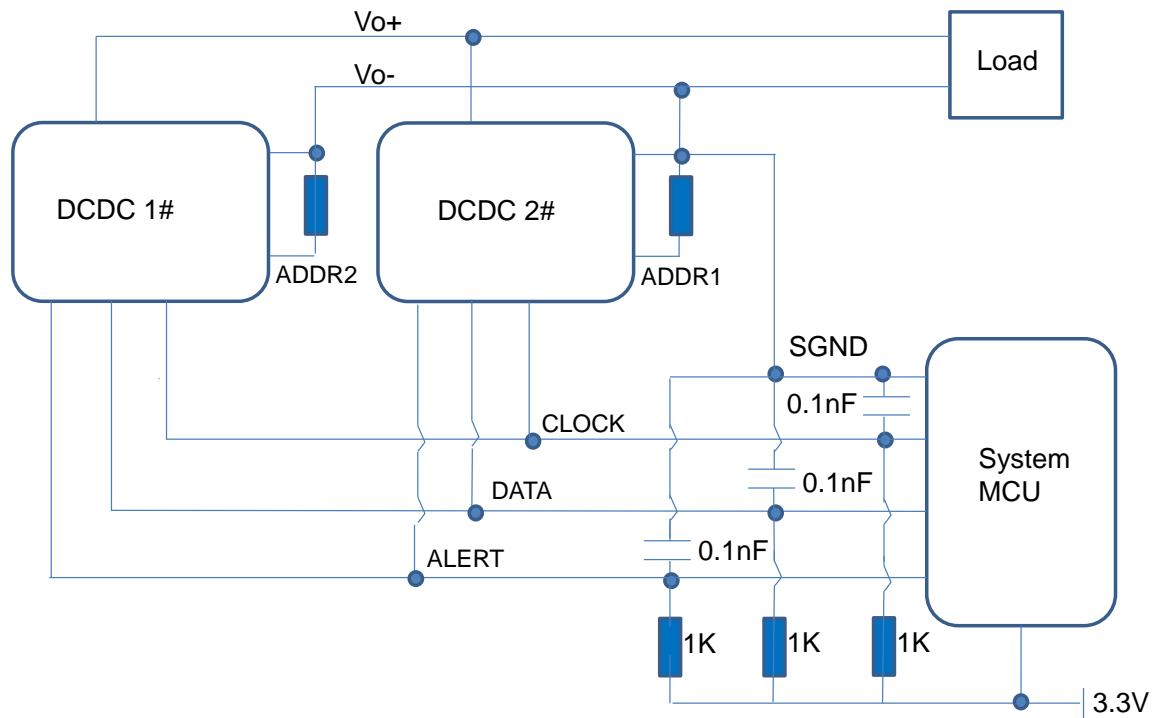 Vo+
Load
Vo-
DCDC 1#
DCDC 2#
ADDR2
ADDR1
SGND
0.1nF
CLOCK
System
MCU
0.1nF
DATA
0.1nF
ALERT
1K
1K
1K
3.3V